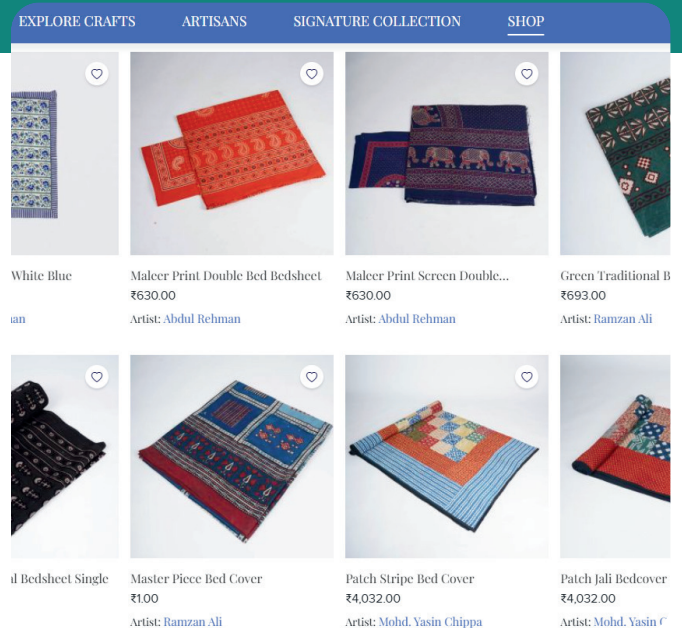 EXPLORE CRAFTS ARTISANS SIGNATURE COLLECTION SHOP
White Blue
Maleer Print Double Bed Bedsheet
₹630.00
Artist: Abdul Rehman
Maleer Print Screen Double...
₹630.00
Artist: Abdul Rehman
Green Traditional B
₹693.00
Artist: Ramzan Ali
Bedsheet Single
Master Piece Bed Cover
₹1.00
Artist: Ramzan Ali
Patch Stripe Bed Cover
₹4,032.00
Artist: Mohd. Yasin Chippa
Patch Jali Bedcover
₹4,032.00
Artist: Mohd. Yasin